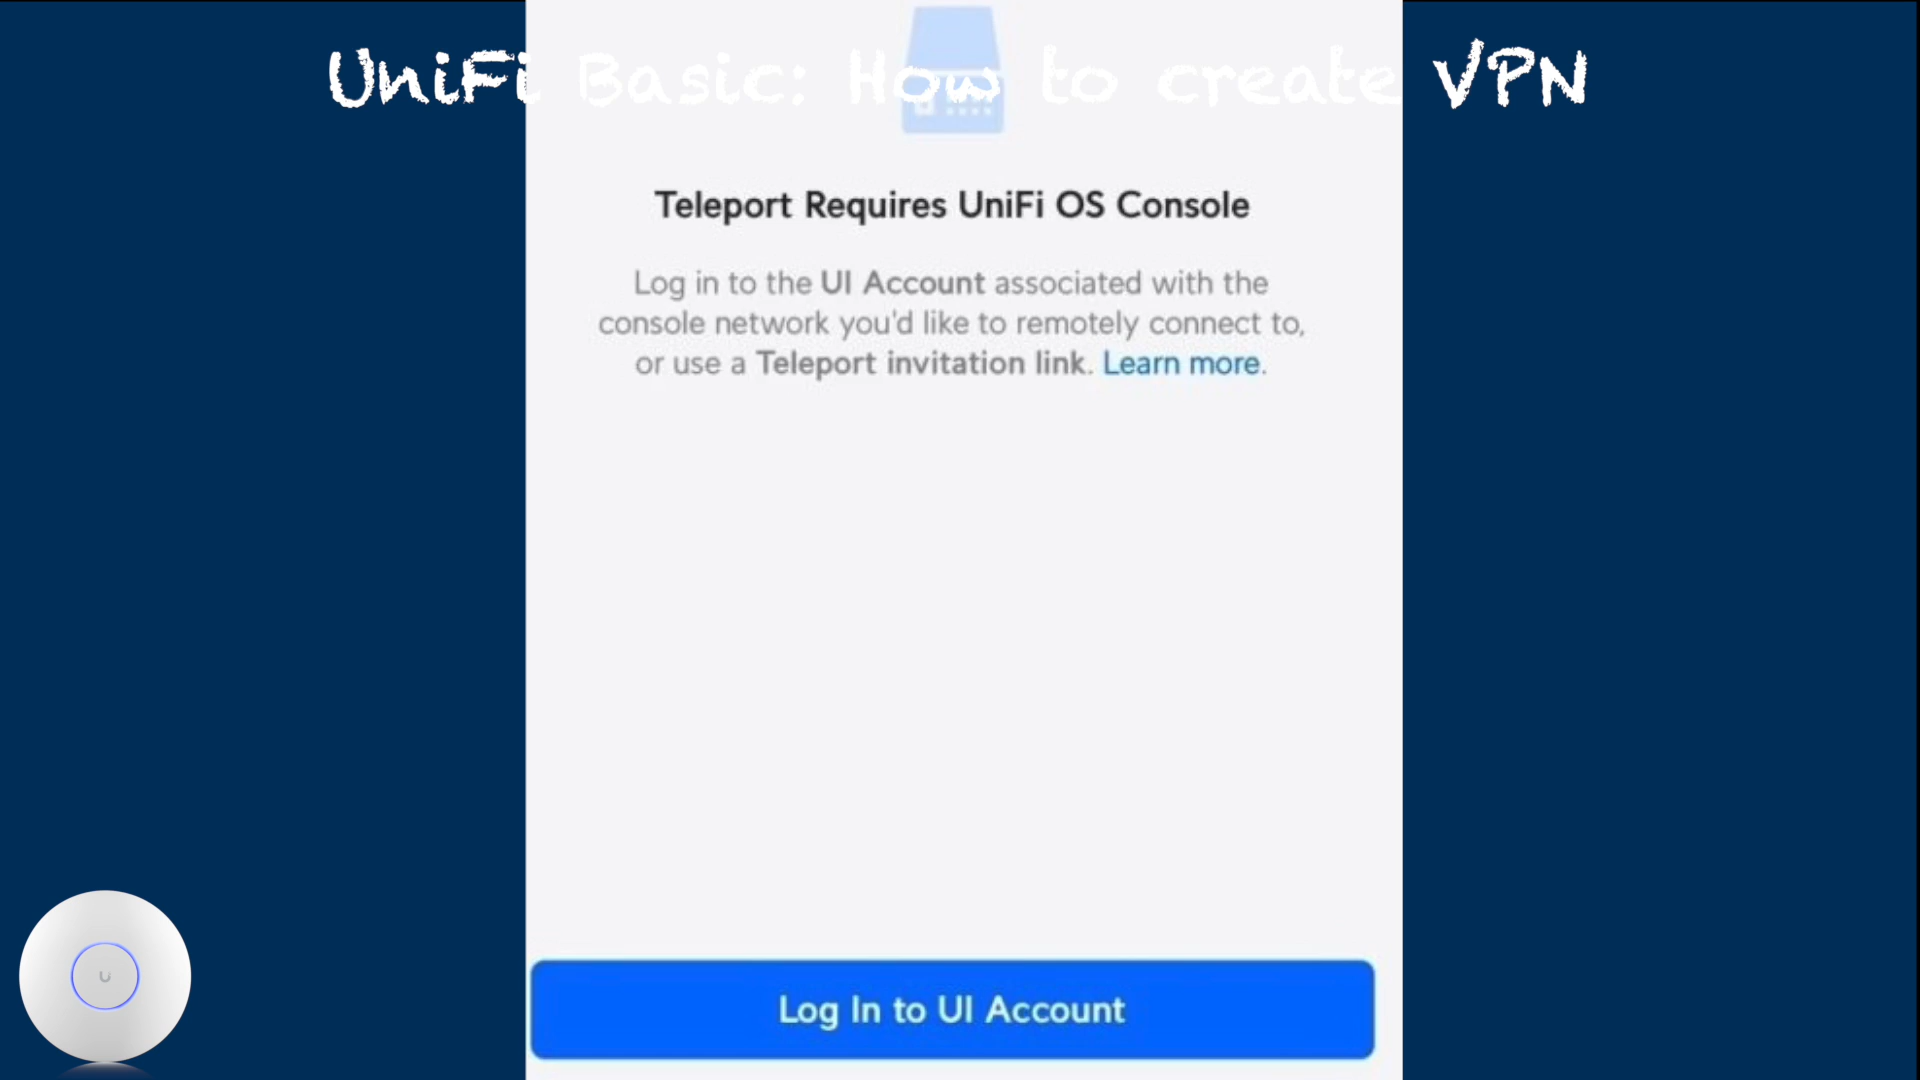 UniFi Basic: How to create VPN
Teleport Requires UniFi OS Console
Log in to the UI Account associated with the
console network you'd like to remotely connect to,
or use a Teleport invitation link. Learn more.
U
Log In to UI Account